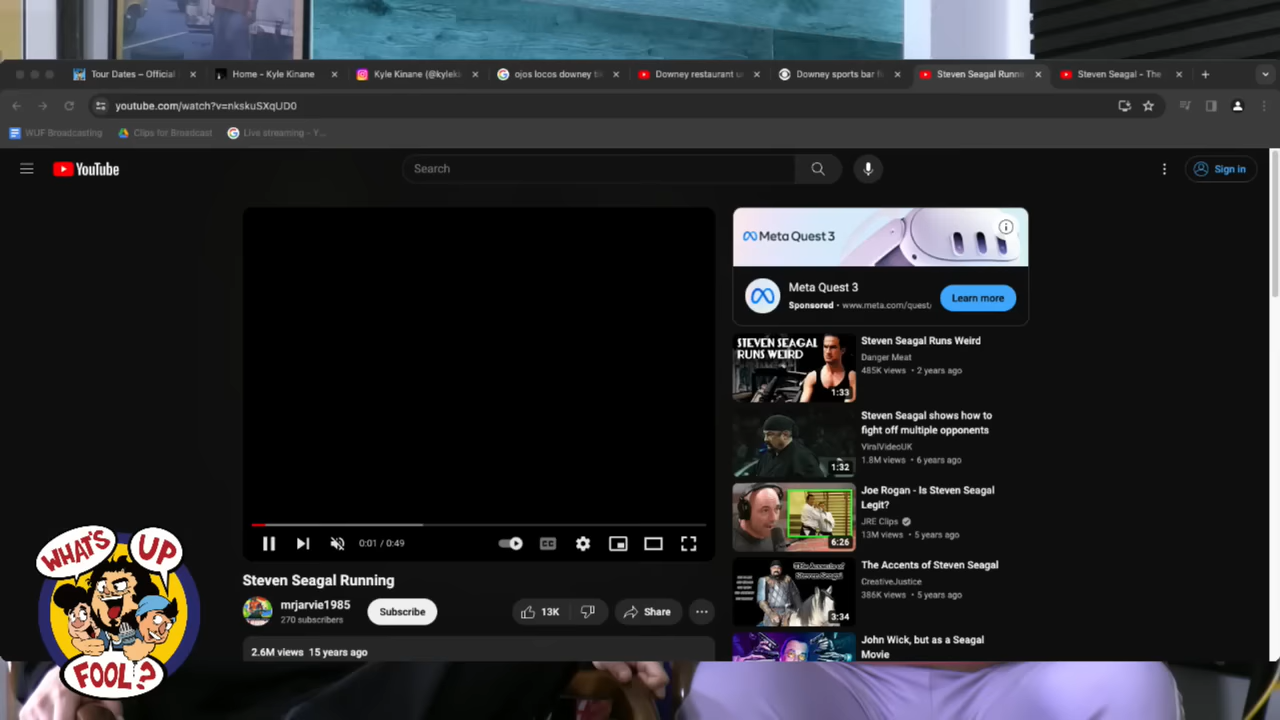 Tour Dates – Official
Home - Kyle Kinane
Kyle Kinane (@kylek
ojos locos downey
Downey restaurant u
Downey sports bar
Steven Seagal Runni
Steven Seagal - The
youtube.com/watch?v=nkskuSXqUD0
WUF Broadcasting
Clips for Broadcast
Live streaming - Y...
YouTube
Search
Sign in
Meta Quest 3
Meta Quest 3
Sponsored • www.meta.com/quest
Learn more
STEVEN SEAGAL
RUNS WEIRD
1:33
Steven Seagal Runs Weird
Danger Meat
485K views • 2 years ago
1:32
Steven Seagal shows how to
fight off multiple opponents
ViralVideoUK
1.8M views • 6 years ago
6:26
Joe Rogan - Is Steven Seagal
Legit?
JRE Clips
13M views • 5 years ago
The Accents of
Steven Seagal
3:34
The Accents of Steven Seagal
CreativeJustice
386K views • 5 years ago
John Wick, but as a Seagal
Movie
0:01 / 0:49
CC
Steven Seagal Running
mrjarvie1985
270 subscribers
Subscribe
13K
Share
2.6M views 15 years ago
WHAT'S
UP
FOOL?